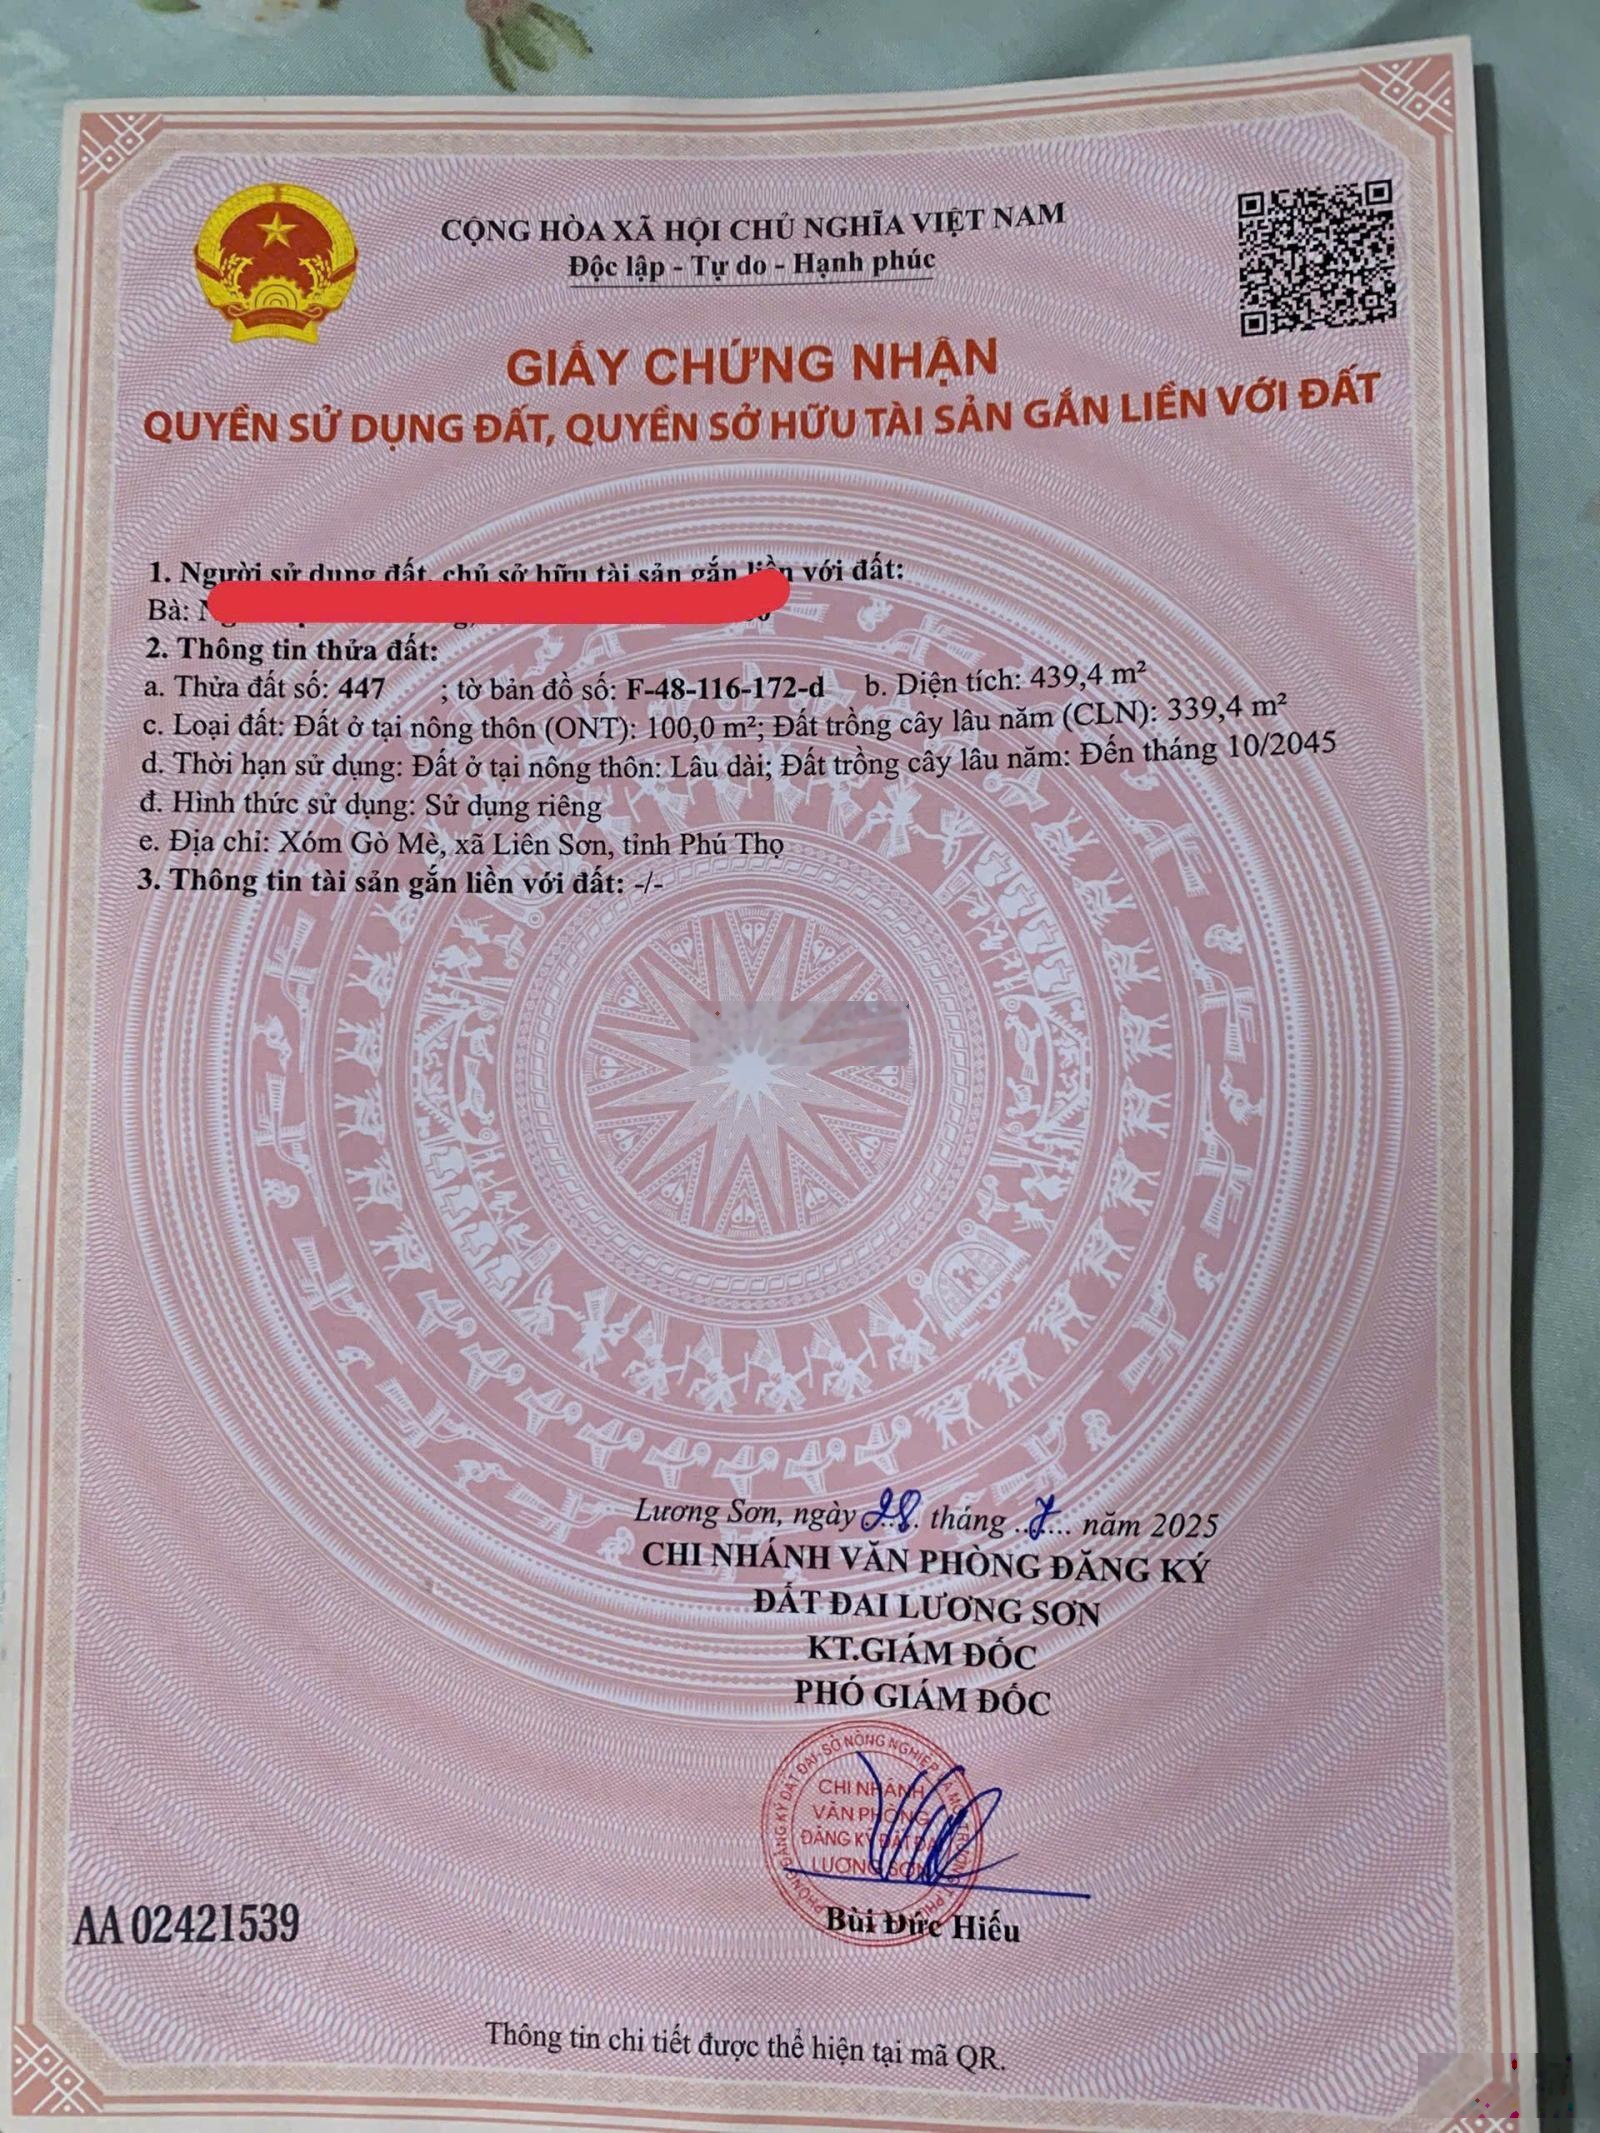 CỘNG HÒA XÃ HỘI CHỦ NGHĨA VIỆT NAM
Độc lập - Tự do - Hạnh phúc
GIẤY CHỨNG NHẬN
QUYỀN SỬ DỤNG ĐẤT, QUYỀN SỞ HỮU TÀI SẢN GẮN LIỀN VỚI ĐẤT
1. Người sử dụng đất, chủ sở hữu tài sản gắn liền với đất:
Bà:
2. Thông tin thửa đất:
a. Thửa đất số: 447 ; tờ bản đồ số: F-48-116-172-d b. Diện tích: 439,4 m²
c. Loại đất: Đất ở tại nông thôn (ONT): 100,0 m²; Đất trồng cây lâu năm (CLN): 339,4 m²
d. Thời hạn sử dụng: Đất ở tại nông thôn: Lâu dài; Đất trồng cây lâu năm: Đến tháng 10/2045
đ. Hình thức sử dụng: Sử dụng riêng
e. Địa chỉ: Xóm Gò Mè, xã Liên Sơn, tỉnh Phú Thọ
3. Thông tin tài sản gắn liền với đất: -/-
Lương Sơn, ngày 28 tháng 7 năm 2025
CHI NHÁNH VĂN PHÒNG ĐĂNG KÝ
ĐẤT ĐAI LƯƠNG SƠN
KT.GIÁM ĐỐC
PHÓ GIÁM ĐỐC
CHI NHÁNH
VĂN PHÒNG
ĐĂNG KÝ ĐẤT ĐAI
LƯƠNG SƠN
Bùi Đức Hiếu
AA 02421539
Thông tin chi tiết được thể hiện tại mã QR.